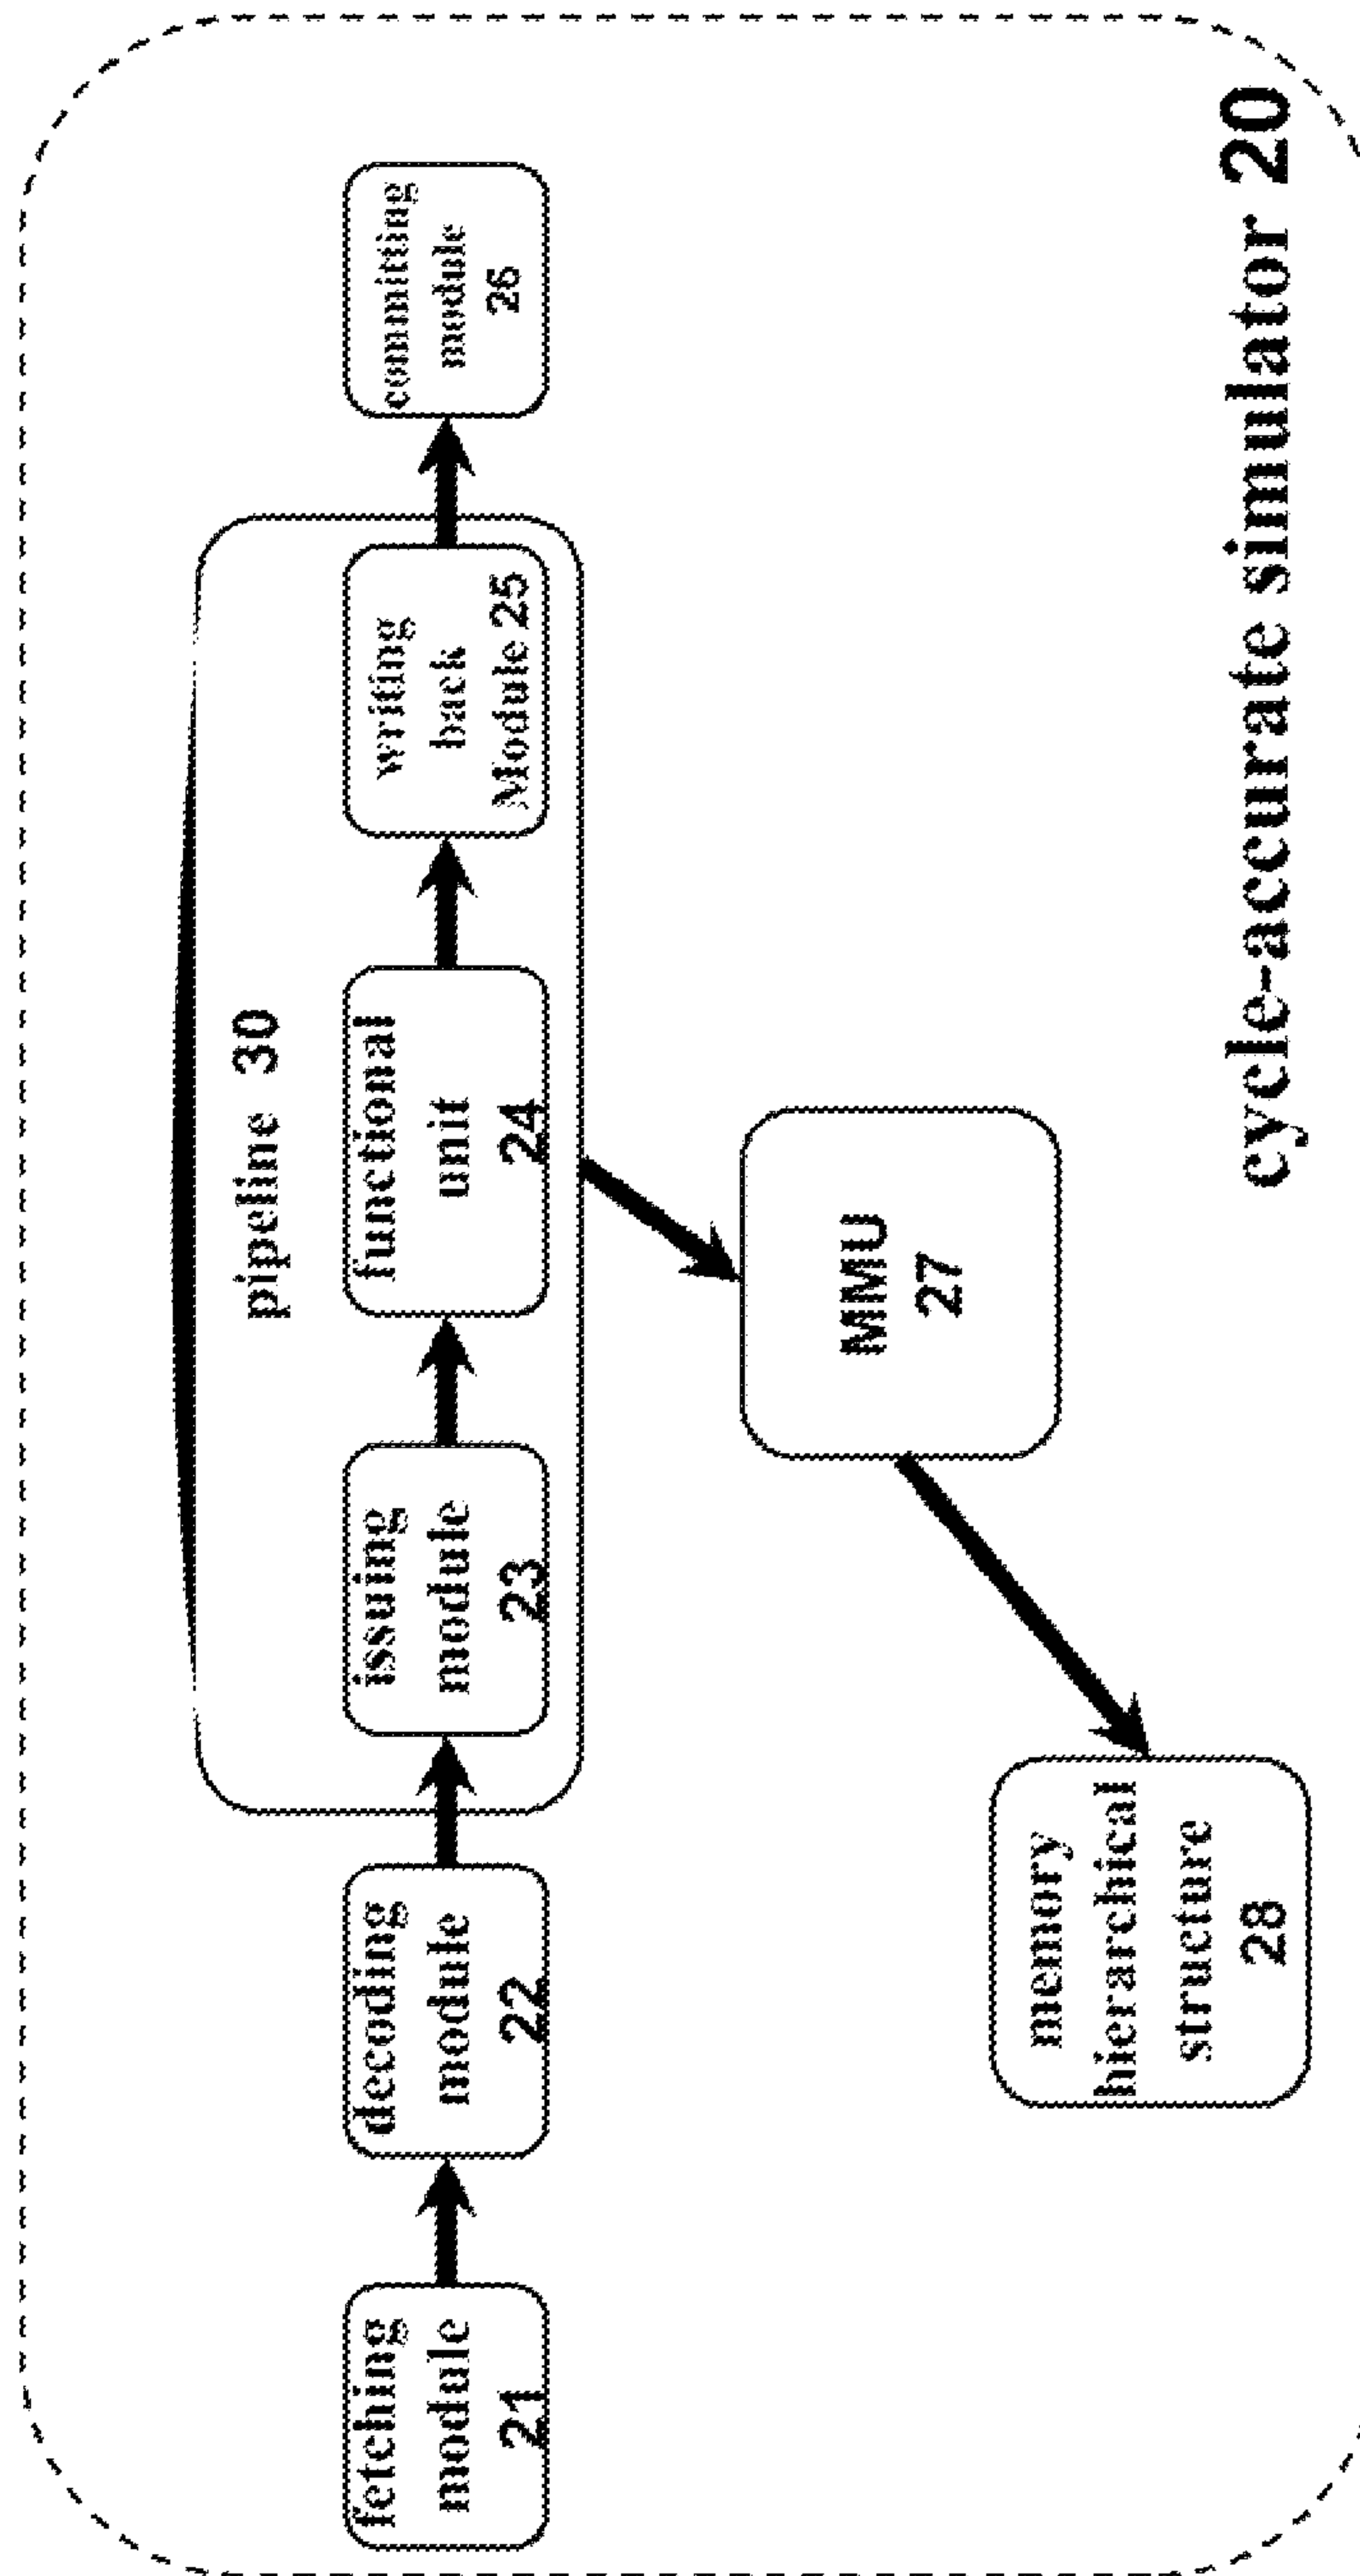 pipeline 30
fetching
module
21
decoding
module
22
issuing
module
23
functional
unit
24
writing
back
Module 25
committing
module
26
MMU
27
memory
hierarchical
structure
28
cycle-accurate simulator 20